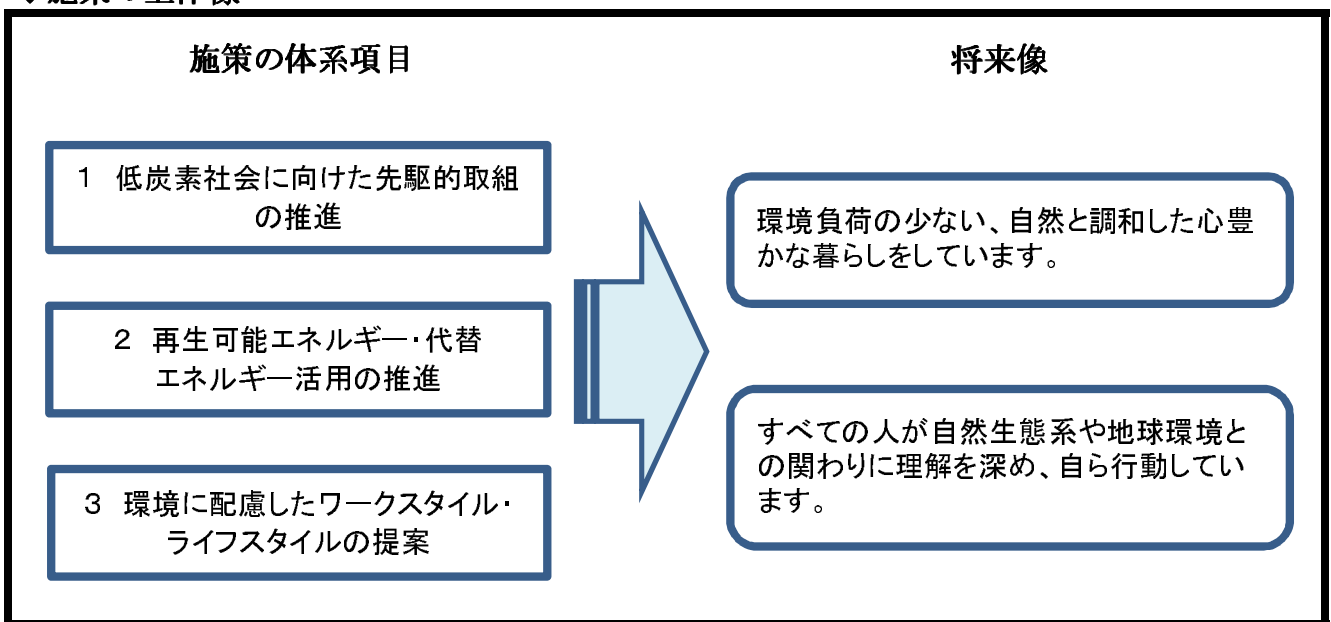 施策の体系項目
将来像
1 低炭素社会に向けた先駆的取組
の推進
2 再生可能エネルギー・代替
エネルギー活用の推進
3 環境に配慮したワークスタイル・
ライフスタイルの提案
環境負荷の少ない、自然と調和した心豊
かな暮らしをしています。
すべての人が自然生態系や地球環境と
の関わりに理解を深め、自ら行動してい
ます。